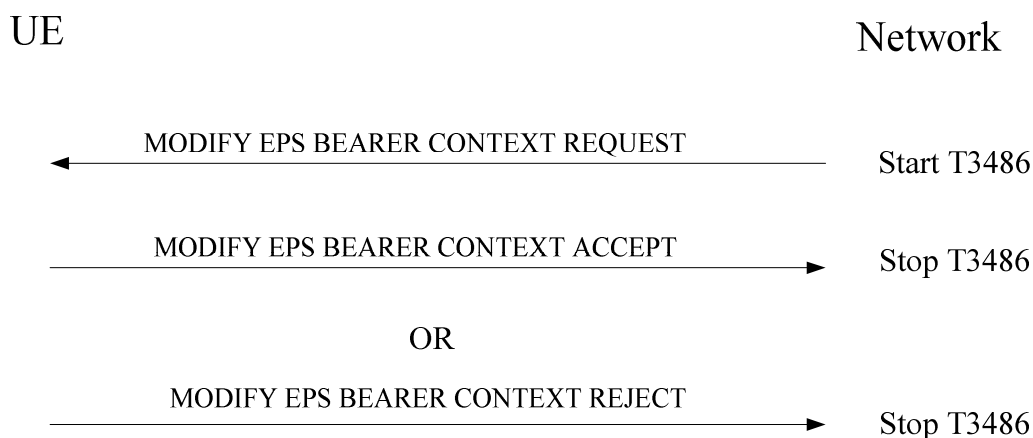 UE
Network
MODIFY EPS BEARER CONTEXT REQUEST
Start T3486
MODIFY EPS BEARER CONTEXT ACCEPT
Stop T3486
OR
MODIFY EPS BEARER CONTEXT REJECT
Stop T3486